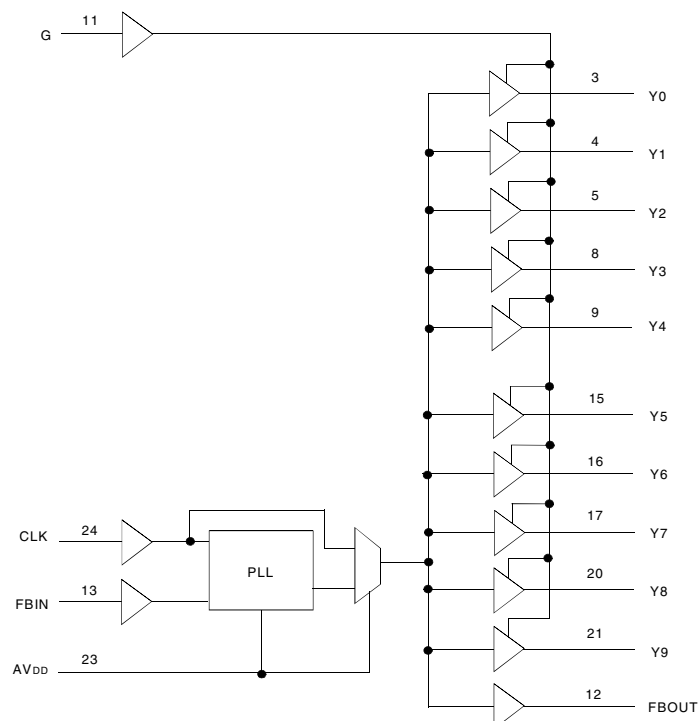 G 11
3 Y0
4 Y1
5 Y2
8 Y3
9 Y4
15 Y5
16 Y6
17 Y7
20 Y8
21 Y9
12 FBOUT
CLK 24
PLL
FBIN 13
AVDD 23